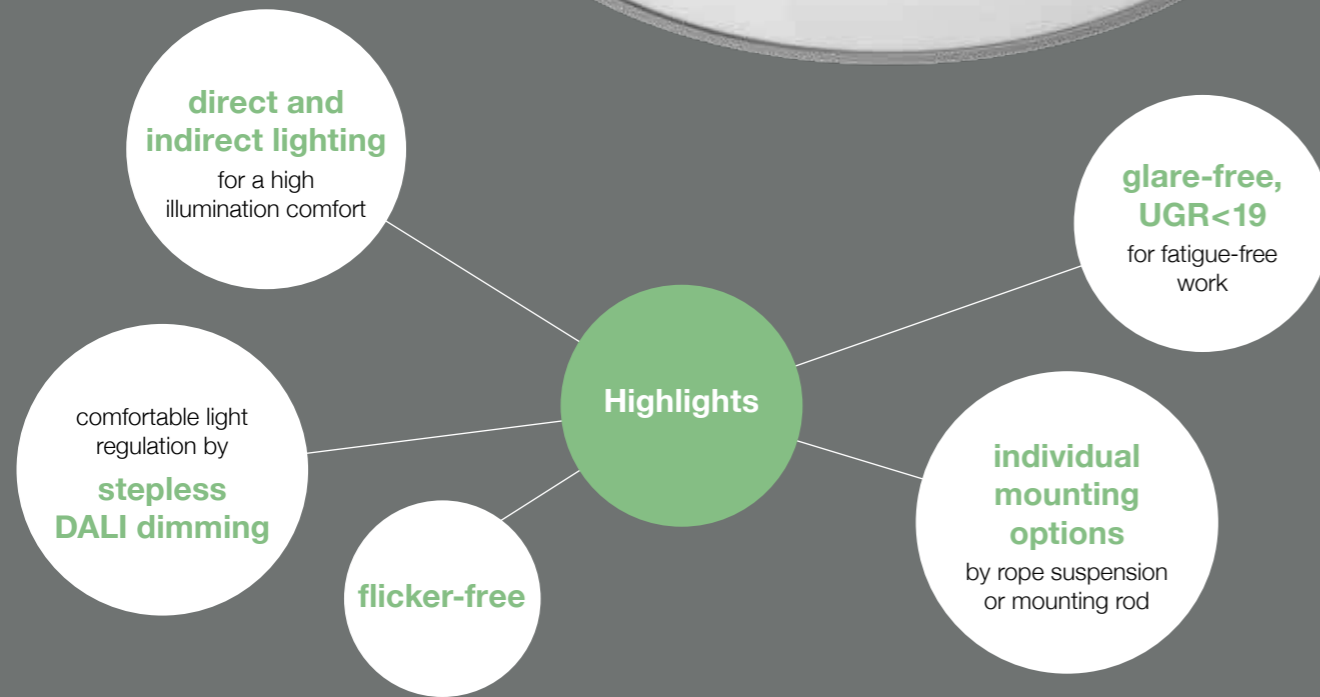 direct and
indirect lighting
for a high
illumination comfort
glare-free,
UGR<19
for fatigue-free
work
Highlights
comfortable light
regulation by
stepless
DALI dimming
individual
mounting
options
by rope suspension
or mounting rod
flicker-free